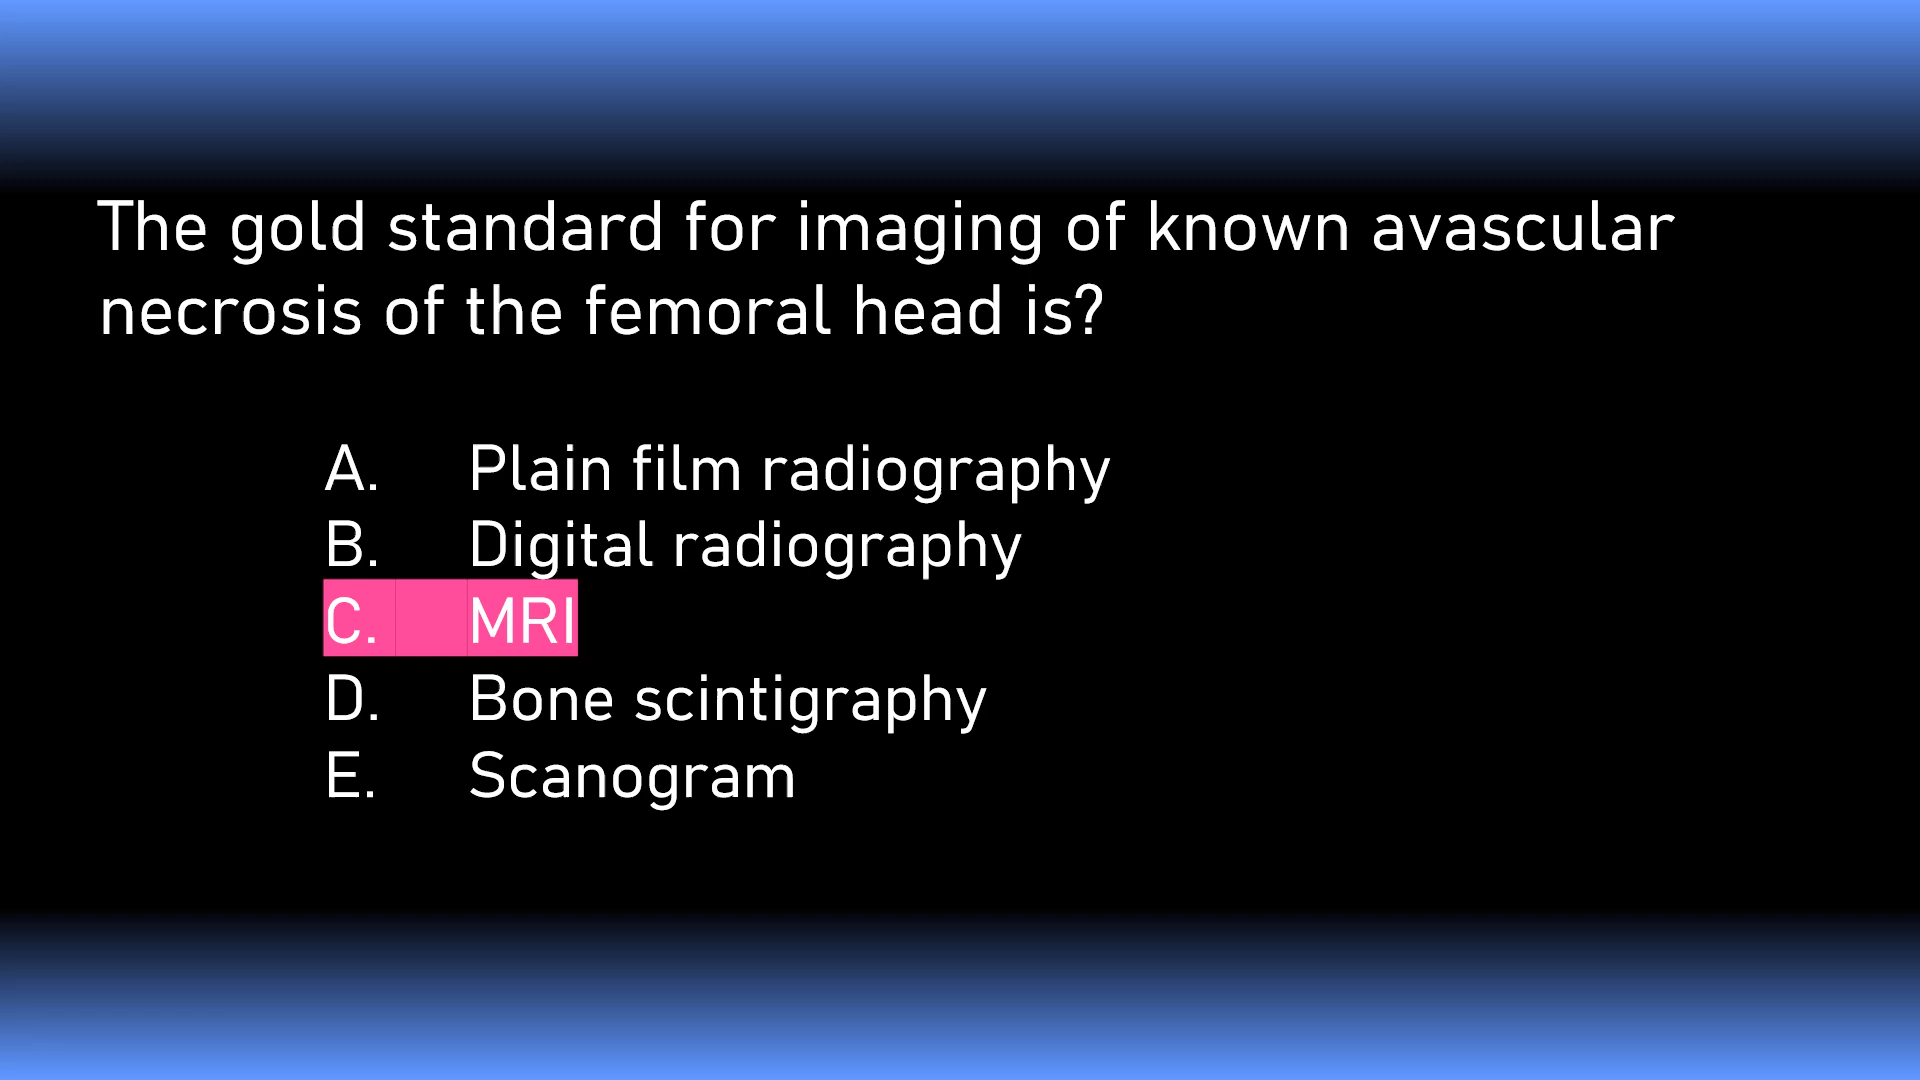 The gold standard for imaging of known avascular
necrosis of the femoral head is?
A. Plain film radiography
B. Digital radiography
C. MRI
D. Bone scintigraphy
E. Scanogram